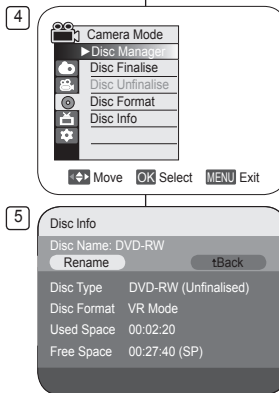 4
Camera Mode
►Disc Manager
Disc Finalise
Disc Unfinalise
Disc Format
Disc Info
Move OK Select MENU Exit
5
Disc Info
Disc Name: DVD-RW
Rename Back
Disc Type DVD-RW (Unfinalised)
Disc Format VR Mode
Used Space 00:02:20
Free Space 00:27:40 (SP)